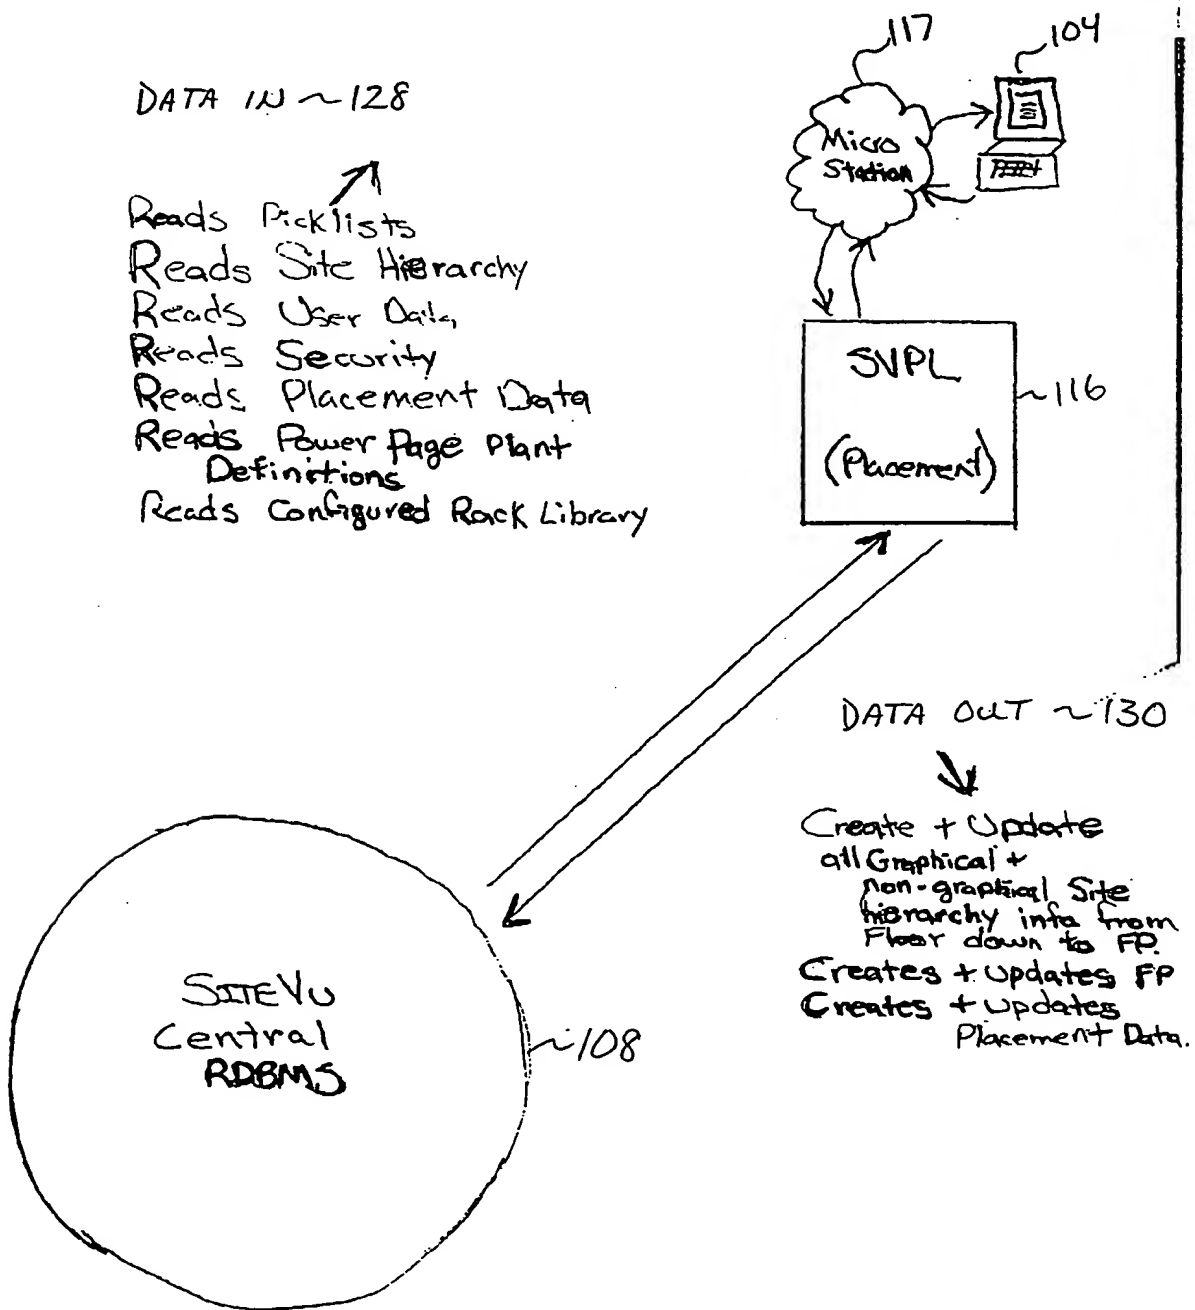 117
104
DATA IN ~128
Micro
Station
Reads Picklists
Reads Site Hierarchy
Reads User Data
Reads Security
Reads Placement Data
Reads Power Page Plant
Definitions
Reads Configured Rack Library
SVPL
(Placement)
~116
DATA OUT ~130
Create + Update
all Graphical +
non-graphical Site
hierarchy info from
Floor down to FP.
Creates + updates FP
Creates + updates
Placement Data.
SITEVU
Central
RDBMS
~108